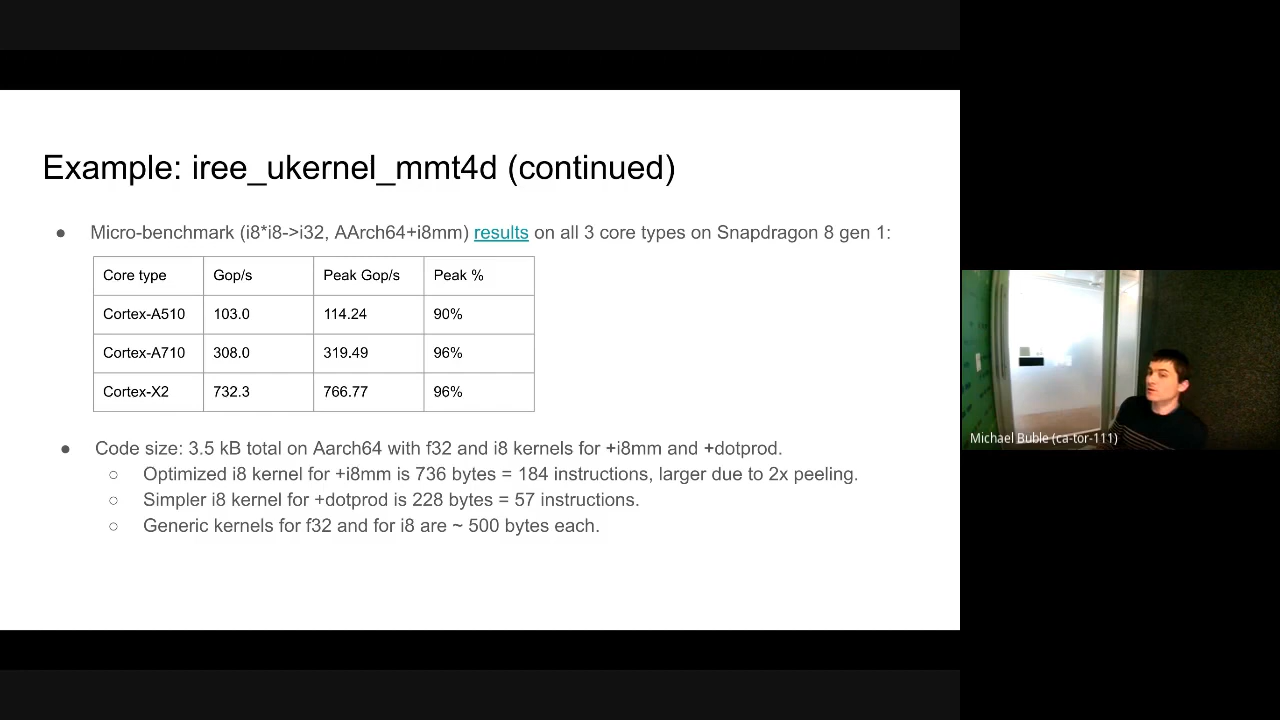 Example: iree_ukernel_mmt4d (continued)
● Micro-benchmark (i8*i8->i32, AArch64+i8mm) results on all 3 core types on Snapdragon 8 gen 1:
Core type Gop/s Peak Gop/s Peak %
Cortex-A510 103.0 114.24 90%
Cortex-A710 308.0 319.49 96%
Cortex-X2 732.3 766.77 96%
● Code size: 3.5 kB total on Aarch64 with f32 and i8 kernels for +i8mm and +dotprod.
○ Optimized i8 kernel for +i8mm is 736 bytes = 184 instructions, larger due to 2x peeling.
○ Simpler i8 kernel for +dotprod is 228 bytes = 57 instructions.
○ Generic kernels for f32 and for i8 are ~ 500 bytes each.
Michael Buble (ca-tor-111)